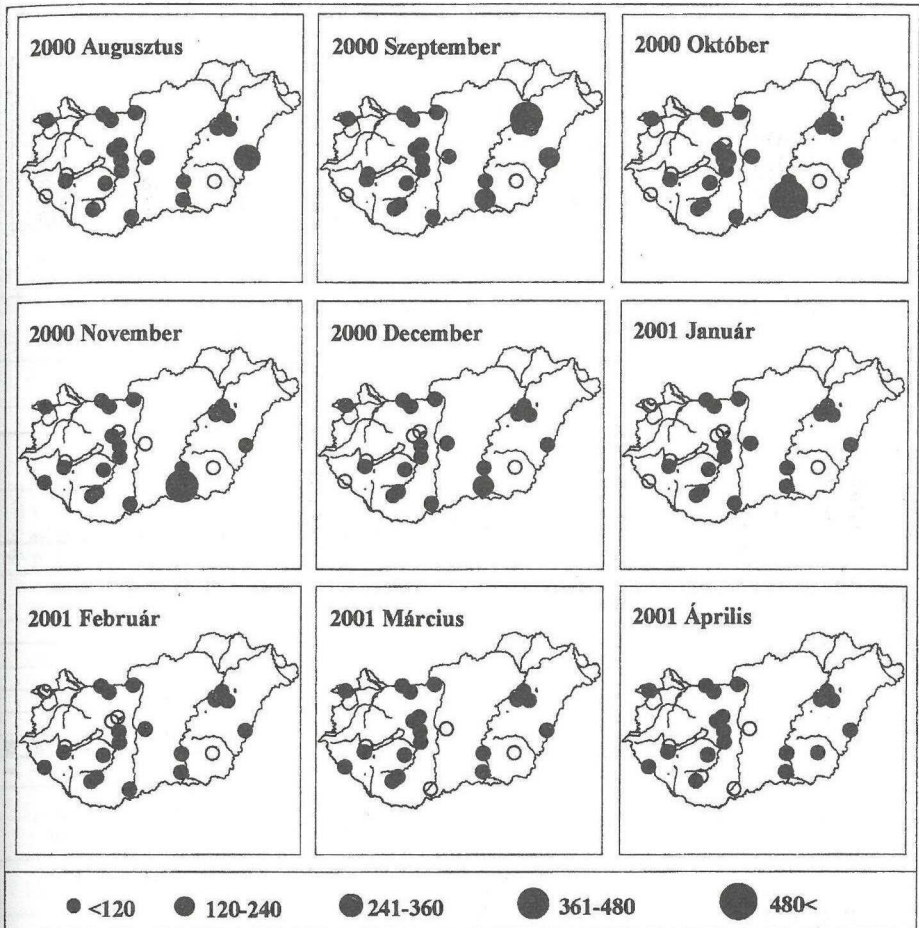 2000 Augusztus
2000 Szeptember
2000 Október
2000 November
2000 December
2001 Január
2001 Február
2001 Március
2001 Április
<120 120-240 241-360 361-480 480<